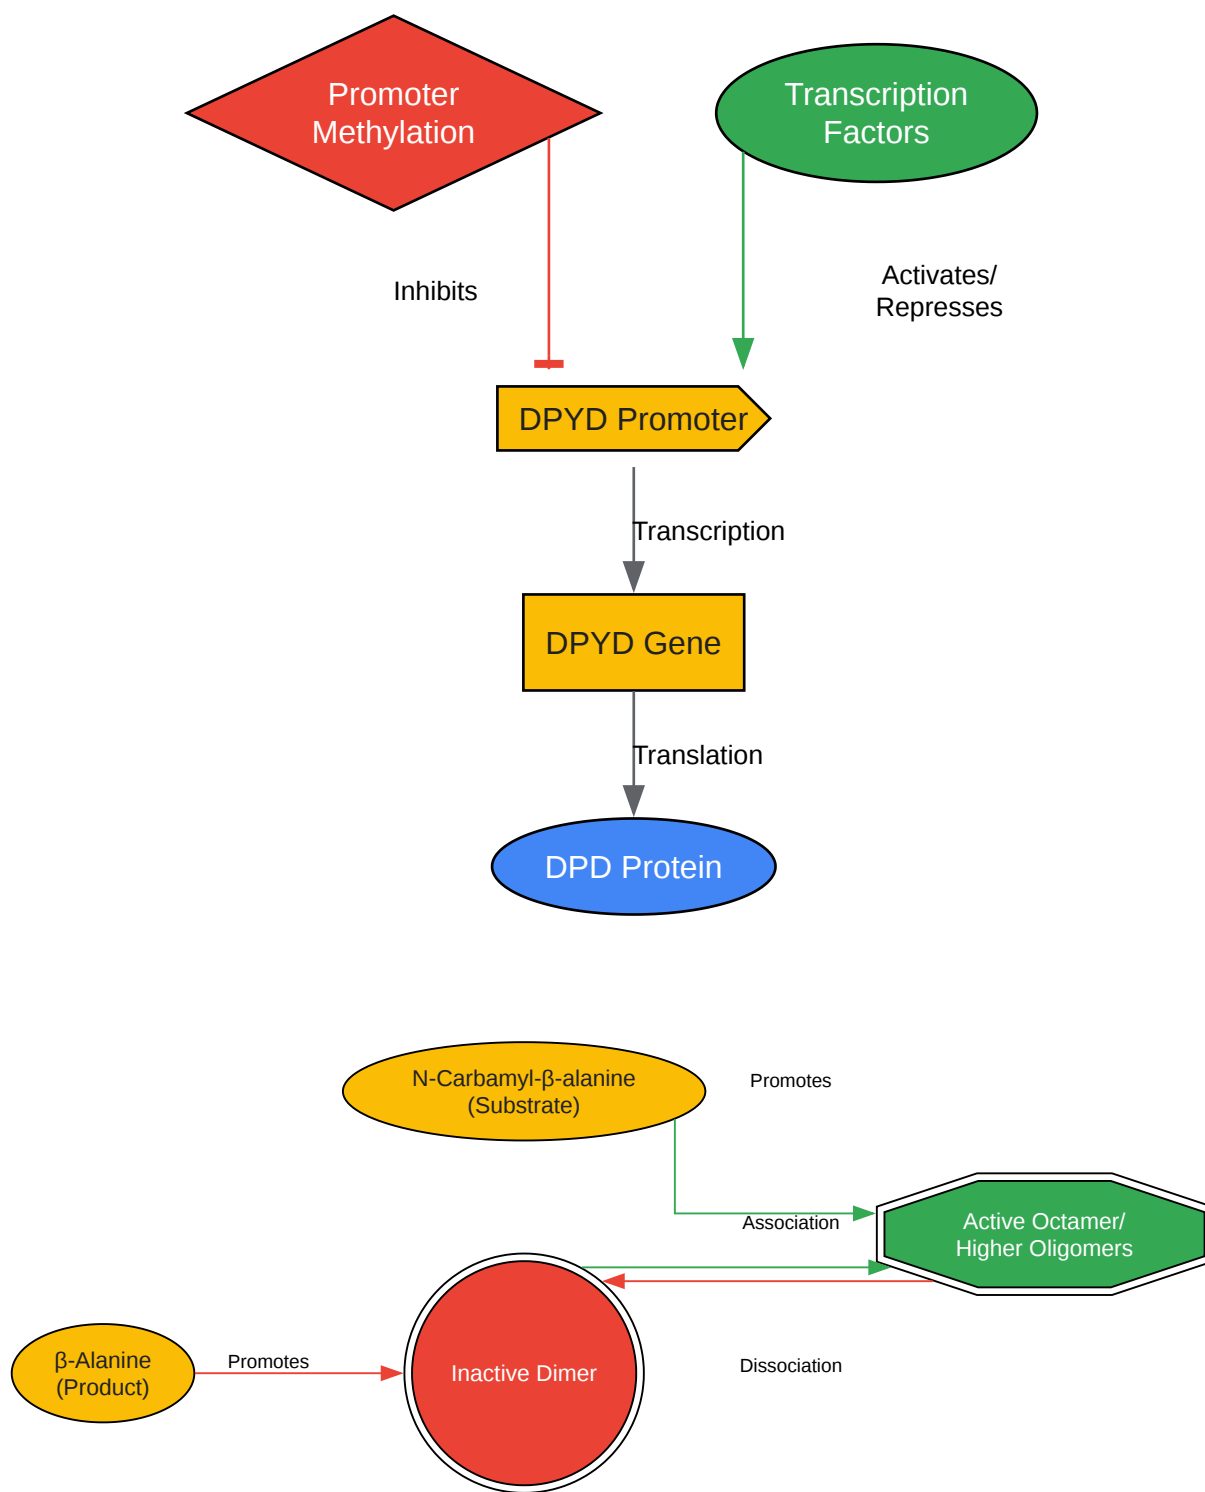 Promoter
Methylation
Transcription
Factors
Inhibits
Activates/
Represses
DPYD Promoter
Transcription
DPYD Gene
Translation
DPD Protein
N-Carbamyl-β-alanine
(Substrate)
Promotes
Association
Active Octamer/
Higher Oligomers
β-Alanine
(Product)
Promotes
Inactive Dimer
Dissociation